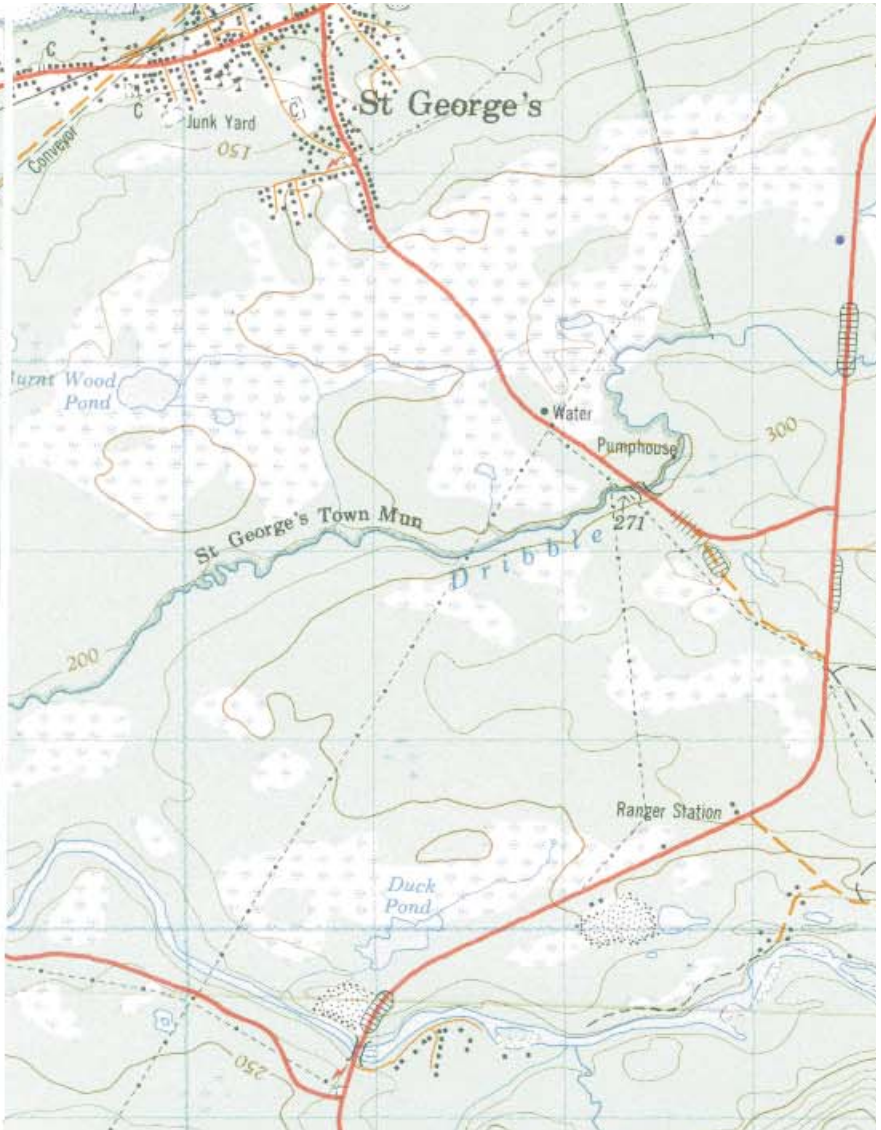 C
St George's
C
C
Junk Yard
Conveyor
150
Burnt Wood
Pond
Water
Pumphouse
300
271
St George's Town Mun
Dribble
200
Ranger Station
Duck
Pond
250